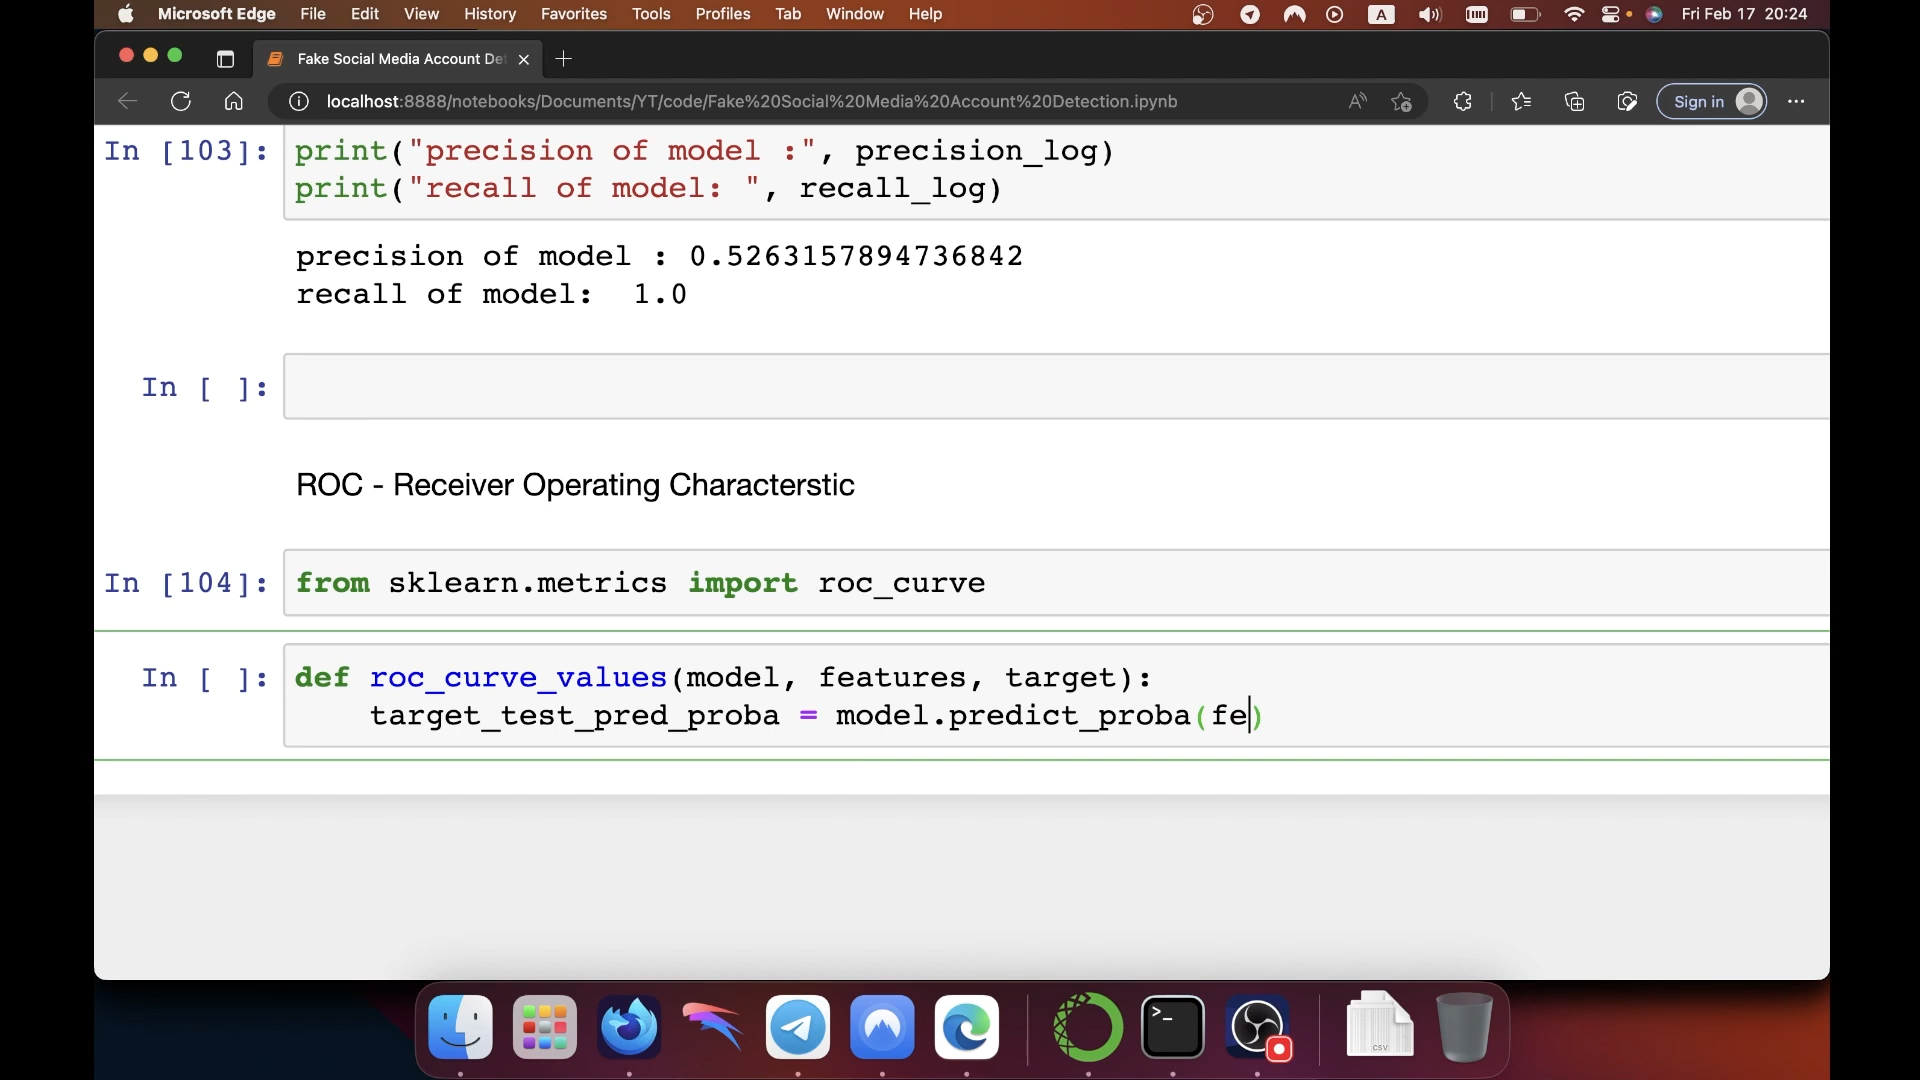 Microsoft Edge File Edit View History Favorites Tools Profiles Tab Window Help A Fri Feb 17 20:24
Fake Social Media Account De
localhost:8888/notebooks/Documents/YT/code/Fake%20Social%20Media%20Account%20Detection.ipynb Sign in
In [103]: print("precision of model :", precision_log)
print("recall of model: ", recall_log)
precision of model : 0.5263157894736842
recall of model:  1.0
In [ ]:
ROC - Receiver Operating Characterstic
In [104]: from sklearn.metrics import roc_curve
In [ ]: def roc_curve_values(model, features, target):
target_test_pred_proba = model.predict_proba(fe)
>_
CSV